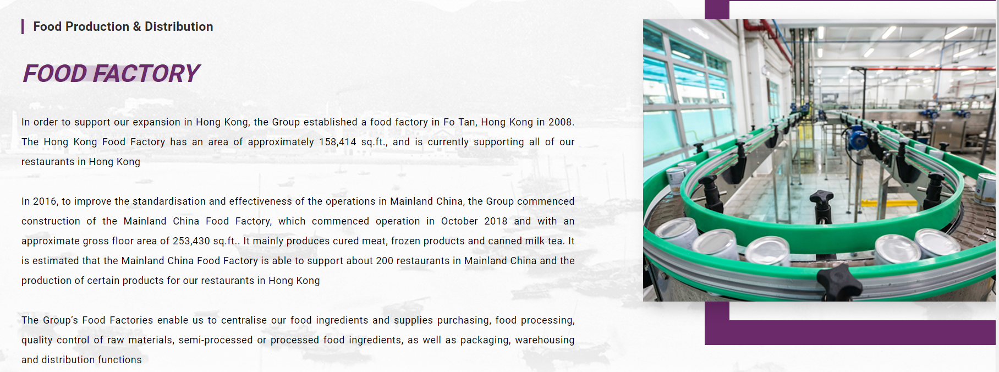 Food Production & Distribution
FOOD FACTORY
In order to support our expansion in Hong Kong, the Group established a food factory in Fo Tan, Hong Kong in 2008.
The Hong Kong Food Factory has an area of approximately 158,414 sq.ft., and is currently supporting all of our
restaurants in Hong Kong
In 2016, to improve the standardisation and effectiveness of the operations in Mainland China, the Group commenced
construction of the Mainland China Food Factory, which commenced operation in October 2018 and with an
approximate gross floor area of 253,430 sq.ft.. It mainly produces cured meat, frozen products and canned milk tea. It
is estimated that the Mainland China Food Factory is able to support about 200 restaurants in Mainland China and the
production of certain products for our restaurants in Hong Kong
The Group’s Food Factories enable us to centralise our food ingredients and supplies purchasing, food processing,
quality control of raw materials, semi-processed or processed food ingredients, as well as packaging, warehousing
and distribution functions